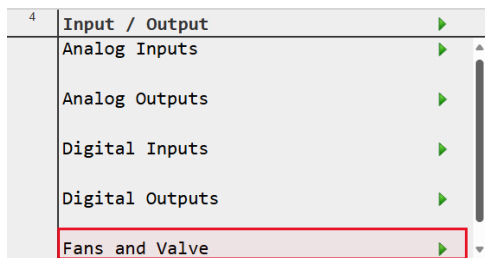 4 Input / Output
Analog Inputs
Analog Outputs
Digital Inputs
Digital Outputs
Fans and Valve